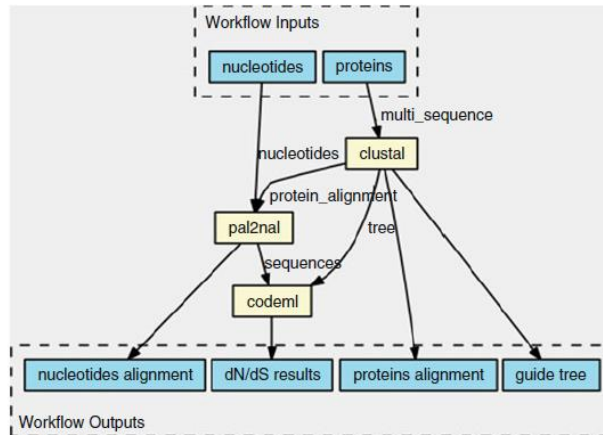 Workflow Inputs
nucleotides
proteins
multi_sequence
clustal
nucleotides
protein_alignment
pal2nal
tree
sequences
codeml
nucleotides alignment
dN/dS results
proteins alignment
guide tree
Workflow Outputs